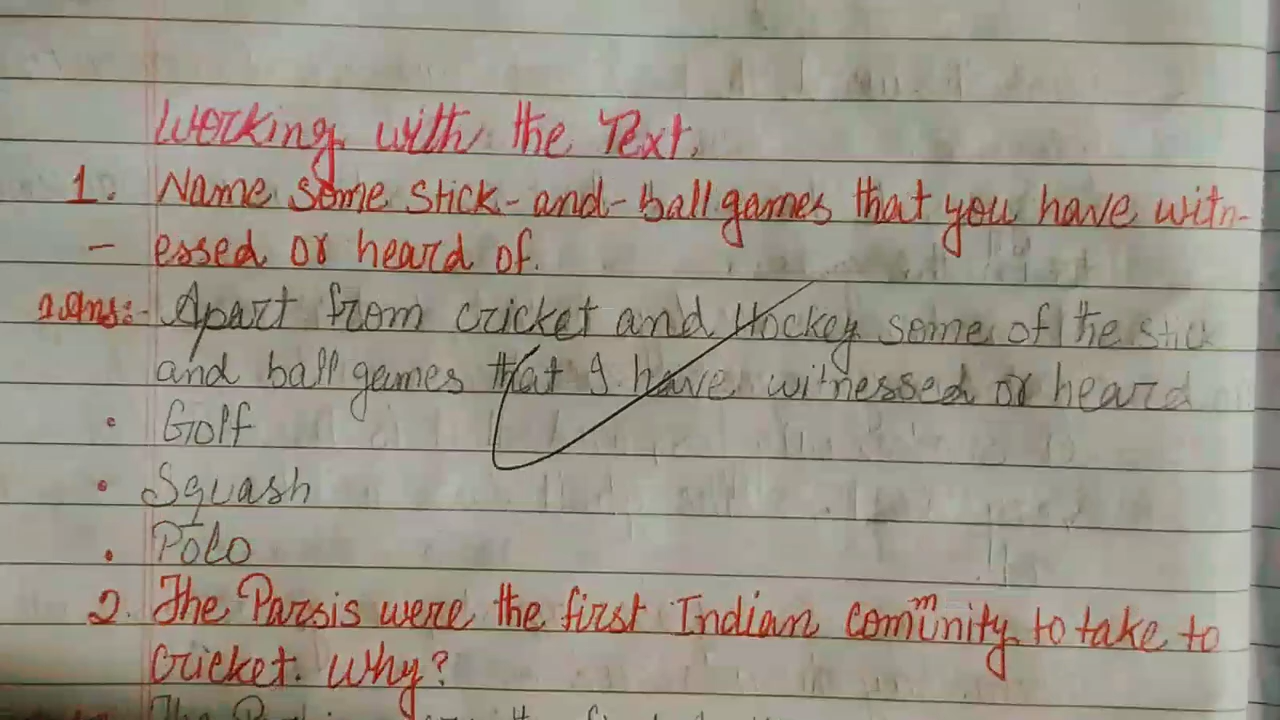 Working with the Text.
1. Name some stick-and-ball games that you have witn-
- essed or heard of.
1.Ans:- Apart from cricket and Hockey some of the stick
and ball games that I have witnessed or heard
• Golf
• Squash
• Polo
2. The Parsis were the first Indian community to take to
cricket. Why?